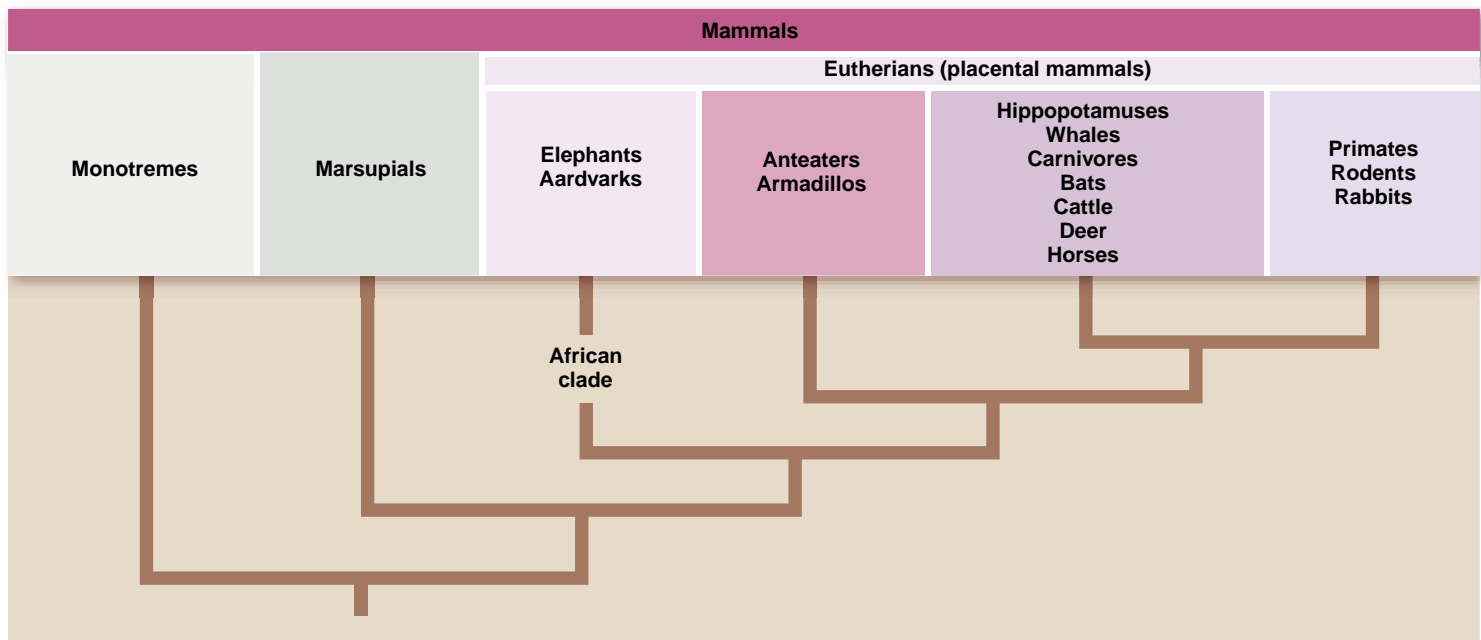 Mammals
Eutherians (placental mammals)
Monotremes
Marsupials
Elephants
Aardvarks
Anteaters
Armadillos
Hippopotamuses
Whales
Carnivores
Bats
Cattle
Deer
Horses
Primates
Rodents
Rabbits
African
clade